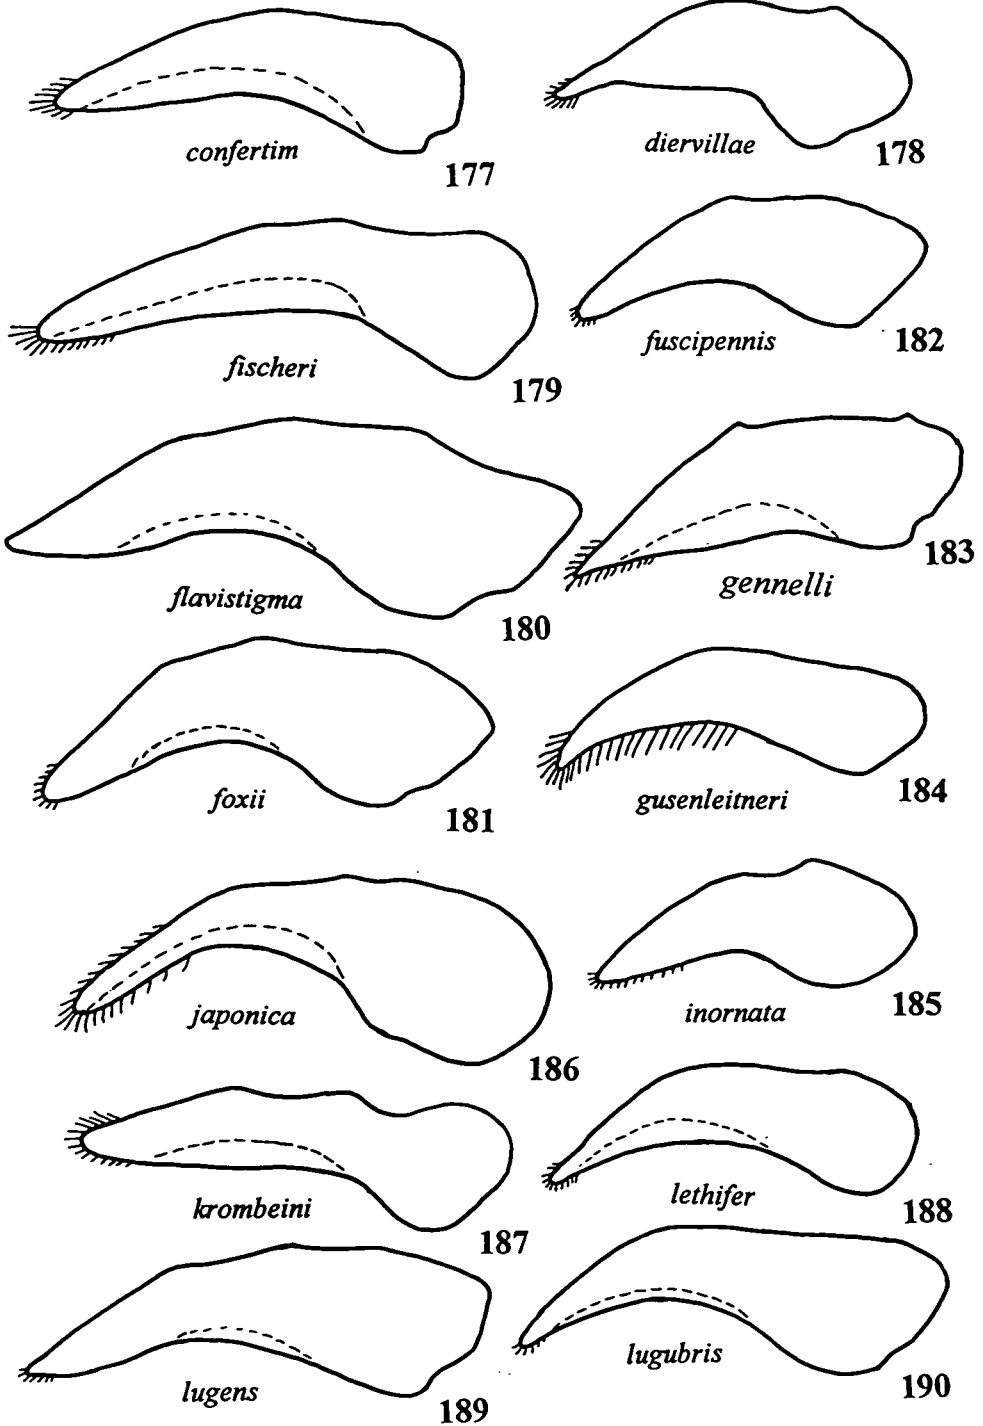 confertim
177
diervillae
178
fischeri
179
fuscipennis
182
flavistigma
180
gennelli
183
foxii
181
gusenleitneri
184
japonica
186
inornata
185
krombeini
187
lethifer
188
lugens
189
lugubris
190